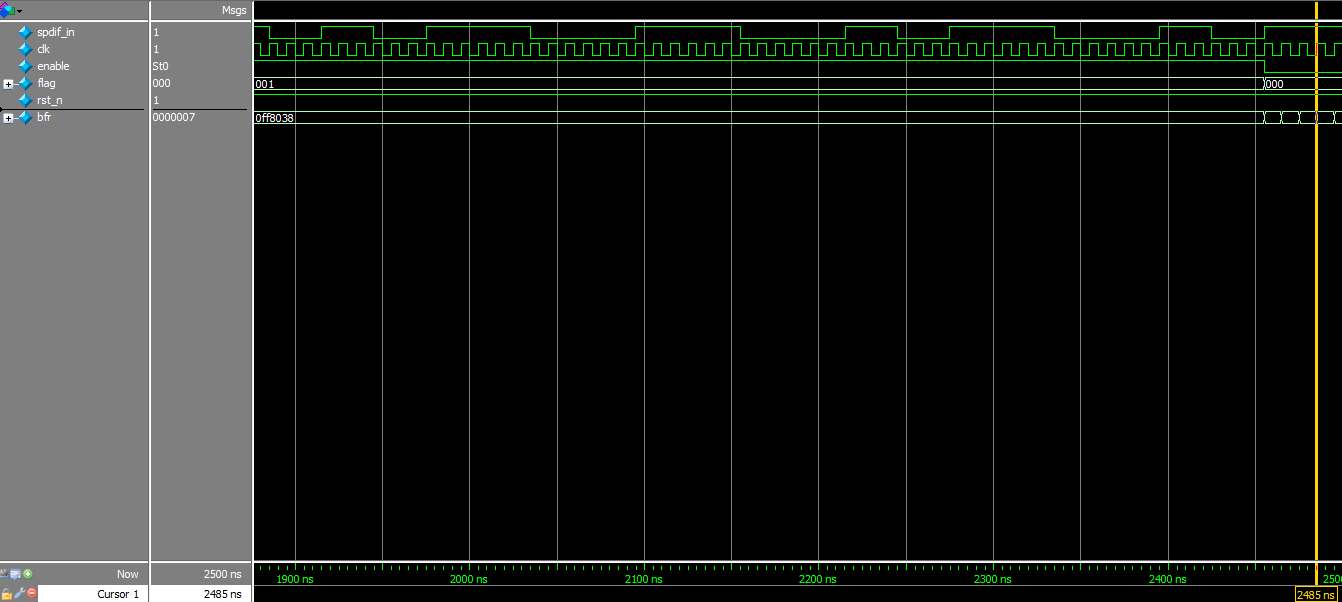 Msgs
spdif_in 1
clk 1
enable St0
flag 000 001 000
rst_n 1
bfr 0000007 0ff8038
Now 2500 ns 1900 ns 2000 ns 2100 ns 2200 ns 2300 ns 2400 ns 2500
Cursor 1 2485 ns 2485 ns